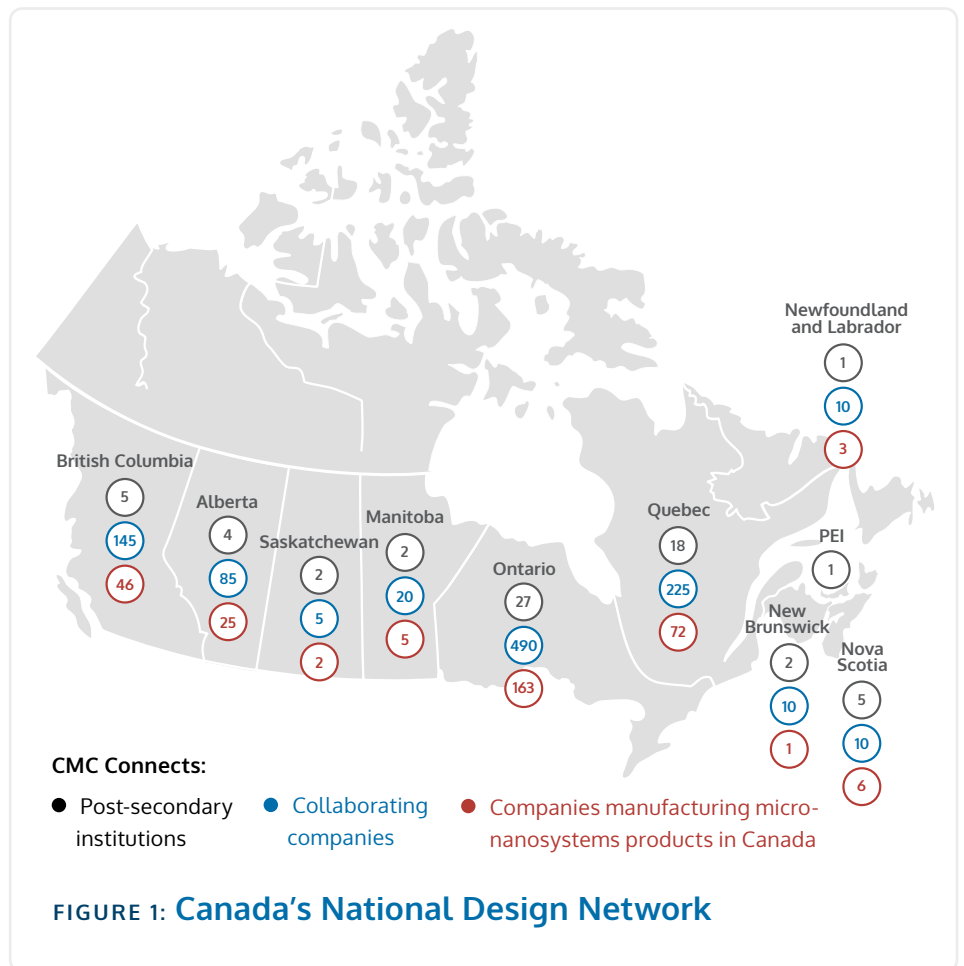 Newfoundland
and Labrador
1
10
3
British Columbia
5
145
46
Alberta
4
85
25
Saskatchewan
2
5
2
Manitoba
2
20
5
Ontario
27
490
163
Quebec
18
225
72
PEI
1
New
Brunswick
2
10
1
Nova
Scotia
5
10
6
CMC Connects:
Post-secondary
institutions
Collaborating
companies
Companies manufacturing micro-
nanosystems products in Canada
FIGURE 1: Canada's National Design Network